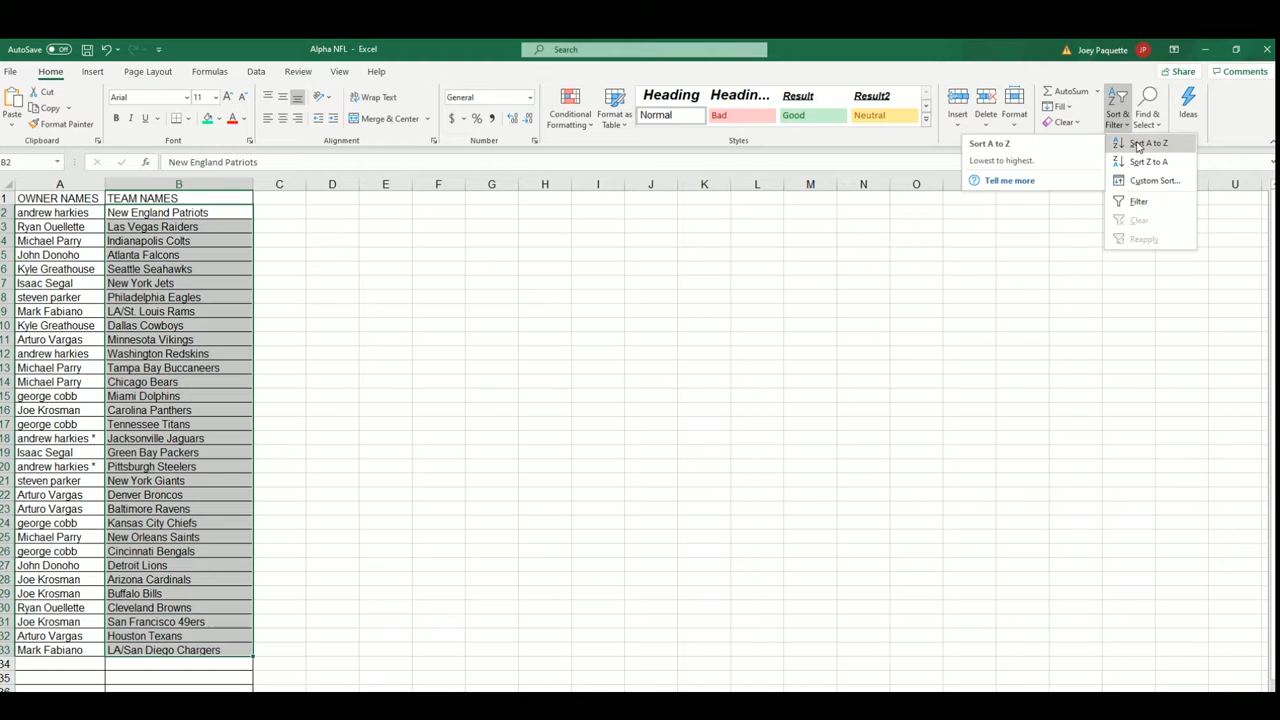 AutoSave Off Alpha NFL - Excel Search Joey Paquette JP
File Home Insert Page Layout Formulas Data Review View Help Share Comments
Cut Arial 11 Wrap Text General Heading Headin... Result Result2 AutoSum
Copy Fill
Paste Format Painter B I U Merge & Center $ % Conditional Formatting Format as Table Normal Bad Good Neutral Insert Delete Format Clear Sort & Filter Find & Select Ideas
Clipboard Font Alignment Number Styles Cells
Sort A to Z Sort A to Z
Lowest to highest. Sort Z to A
Tell me more Custom Sort...
Filter
Clear
Reapply
B2 fx New England Patriots
A B C D E F G H I J K L M N O U
1 OWNER NAMES TEAM NAMES
2 andrew harkies New England Patriots
3 Ryan Ouellette Las Vegas Raiders
4 Michael Parry Indianapolis Colts
5 John Donoho Atlanta Falcons
6 Kyle Greathouse Seattle Seahawks
7 Isaac Segal New York Jets
8 steven parker Philadelphia Eagles
9 Mark Fabiano LA/St. Louis Rams
10 Kyle Greathouse Dallas Cowboys
11 Arturo Vargas Minnesota Vikings
12 andrew harkies Washington Redskins
13 Michael Parry Tampa Bay Buccaneers
14 Michael Parry Chicago Bears
15 george cobb Miami Dolphins
16 Joe Krosman Carolina Panthers
17 george cobb Tennessee Titans
18 andrew harkies * Jacksonville Jaguars
19 Isaac Segal Green Bay Packers
20 andrew harkies * Pittsburgh Steelers
21 steven parker New York Giants
22 Arturo Vargas Denver Broncos
23 Arturo Vargas Baltimore Ravens
24 george cobb Kansas City Chiefs
25 Michael Parry New Orleans Saints
26 george cobb Cincinnati Bengals
27 John Donoho Detroit Lions
28 Joe Krosman Arizona Cardinals
29 Joe Krosman Buffalo Bills
30 Ryan Ouellette Cleveland Browns
31 Joe Krosman San Francisco 49ers
32 Arturo Vargas Houston Texans
33 Mark Fabiano LA/San Diego Chargers
34
35